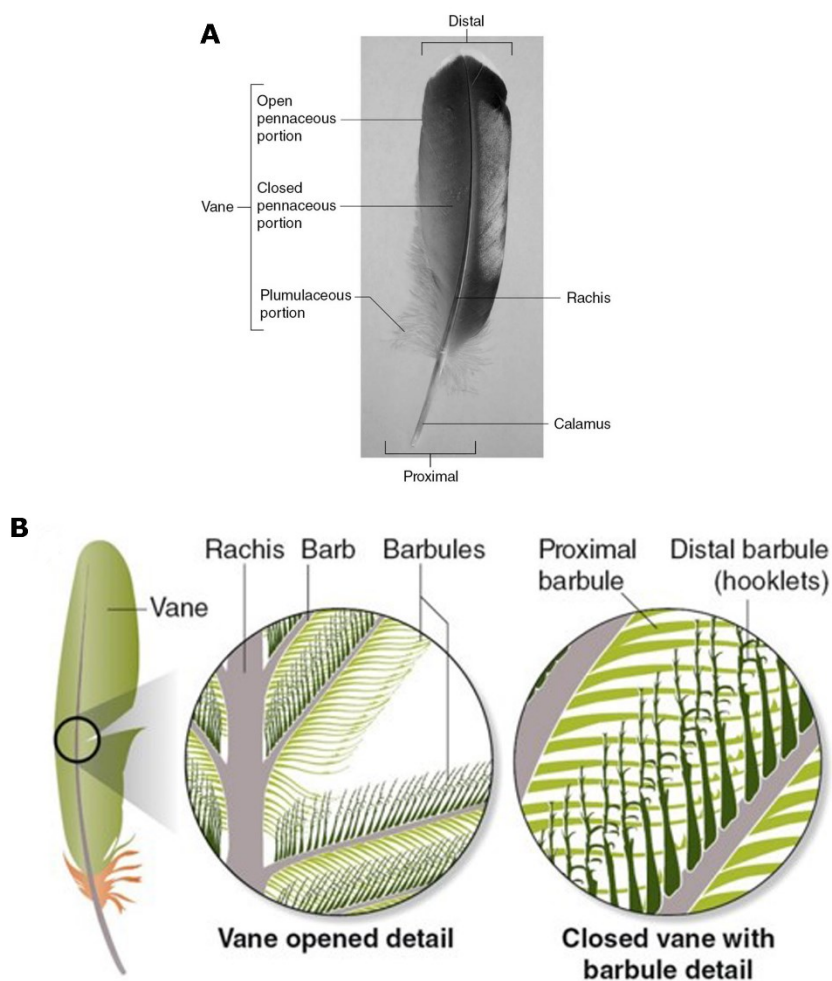 A
Distal
Open
pennaceous
portion
Vane
Closed
pennaceous
portion
Plumulaceous
portion
Rachis
Calamus
Proximal
B
Vane
Rachis Barb Barbules
Proximal
barbule
Distal barbule
(hooklets)
Vane opened detail
Closed vane with
barbule detail